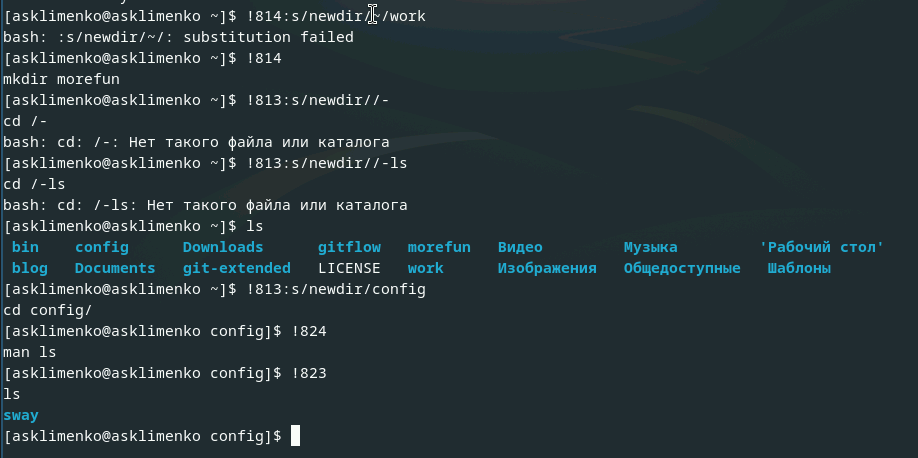 [asklimenko@asklimenko ~]$ !814:s/newdir/~/work
bash: :s/newdir/~/: substitution failed
[asklimenko@asklimenko ~]$ !814
mkdir morefun
[asklimenko@asklimenko ~]$ !813:s/newdir//-
cd /-
bash: cd: /-: Нет такого файла или каталога
[asklimenko@asklimenko ~]$ !813:s/newdir//-ls
cd /-ls
bash: cd: /-ls: Нет такого файла или каталога
[asklimenko@asklimenko ~]$ ls
bin config Downloads gitflow morefun Видео Музыка 'Рабочий стол'
blog Documents git-extended LICENSE work Изображения Общедоступные Шаблоны
[asklimenko@asklimenko ~]$ !813:s/newdir/config
cd config/
[asklimenko@asklimenko config]$ !824
man ls
[asklimenko@asklimenko config]$ !823
ls
sway
[asklimenko@asklimenko config]$